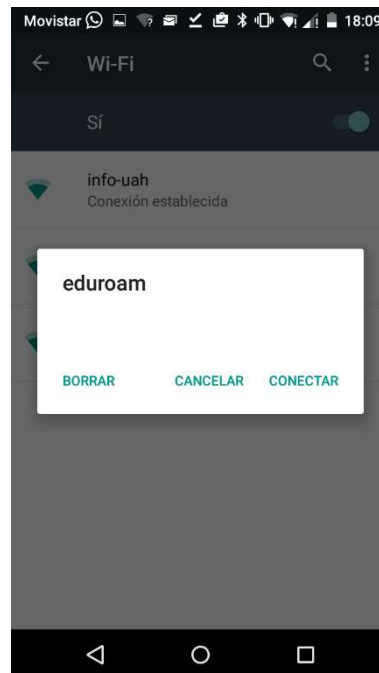 Movistar 18:09
Wi-Fi
Sí
info-uah
Conexión establecida
eduroam
BORRAR CANCELAR CONECTAR